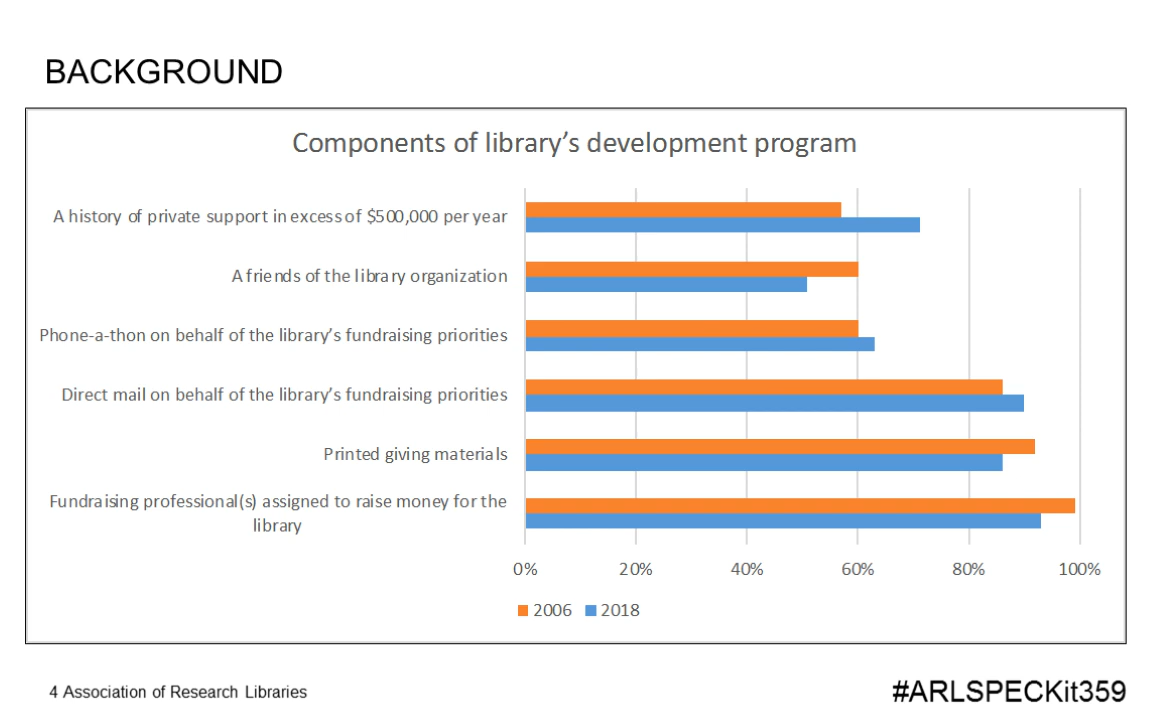 BACKGROUND
Components of library's development program
A history of private support in excess of $500,000 per year
A friends of the library organization
Phone-a-thon on behalf of the library's fundraising priorities
Direct mail on behalf of the library's fundraising priorities
Printed giving materials
Fundraising professional(s) assigned to raise money for the
library
0% 20% 40% 60% 80% 100%
2006 2018
4 Association of Research Libraries
#ARLSPECKit359